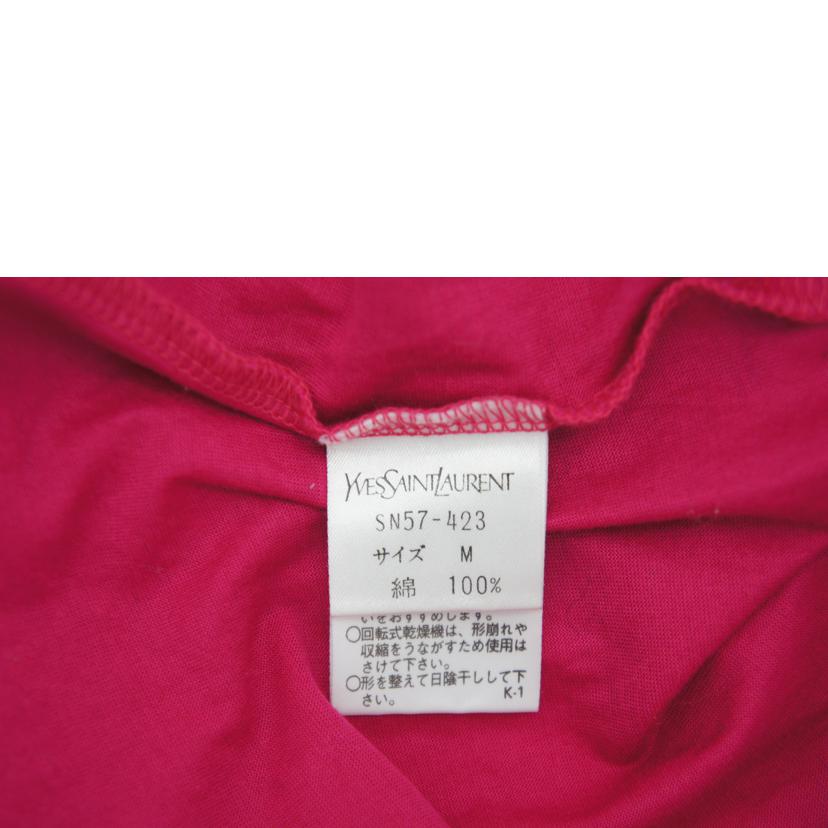 YVESSAINTLAURENT
SN57-423
サイズ M
綿 100%
いをおすすめします。
○回転式乾燥機は、形崩れや
収縮をうながすため使用は
さけて下さい。
○形を整えて日陰干しして下
さい。 K-1